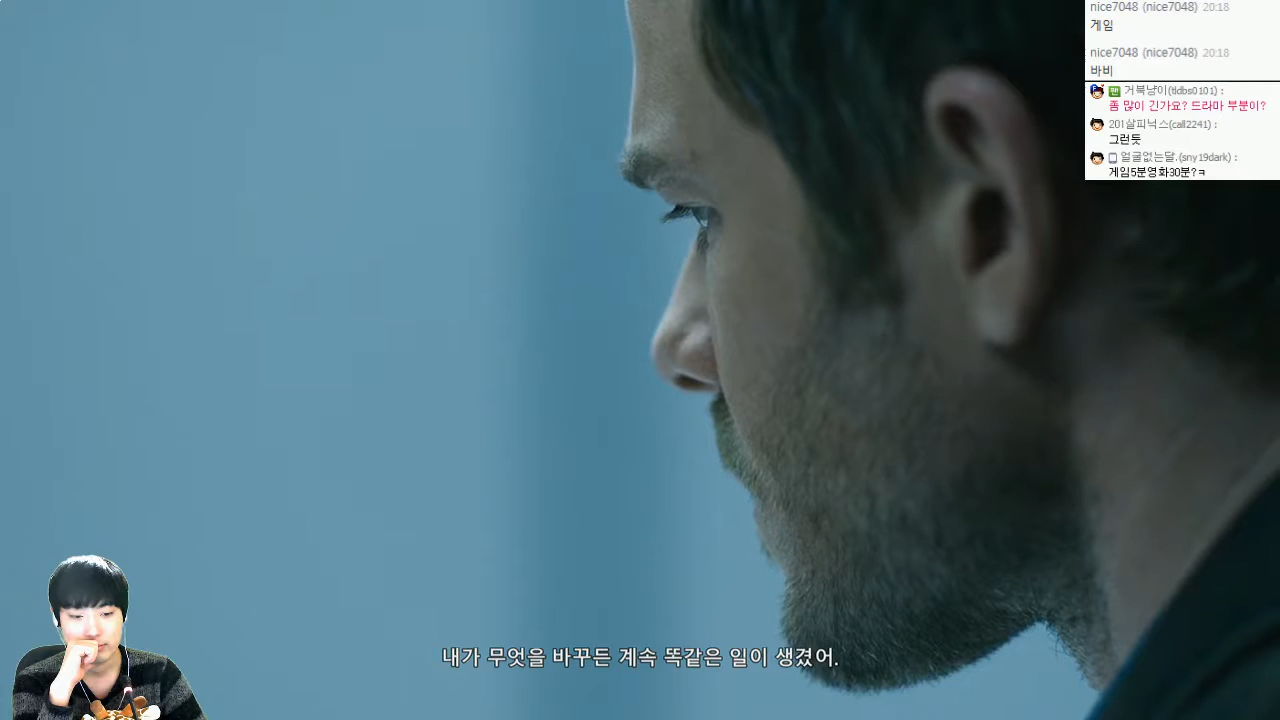 nice7048 (nice7048) 20:18
게임
nice7048 (nice7048) 20:18
바비
팬 거북냥이(tldbs0101) :
좀 많이 긴가요? 드라마 부분이?
201살피닉스(call2241) :
그런듯
얼굴없는달.(sny19dark) :
게임5분영화30분?ㅋ
내가 무엇을 바꾸든 계속 똑같은 일이 생겼어.